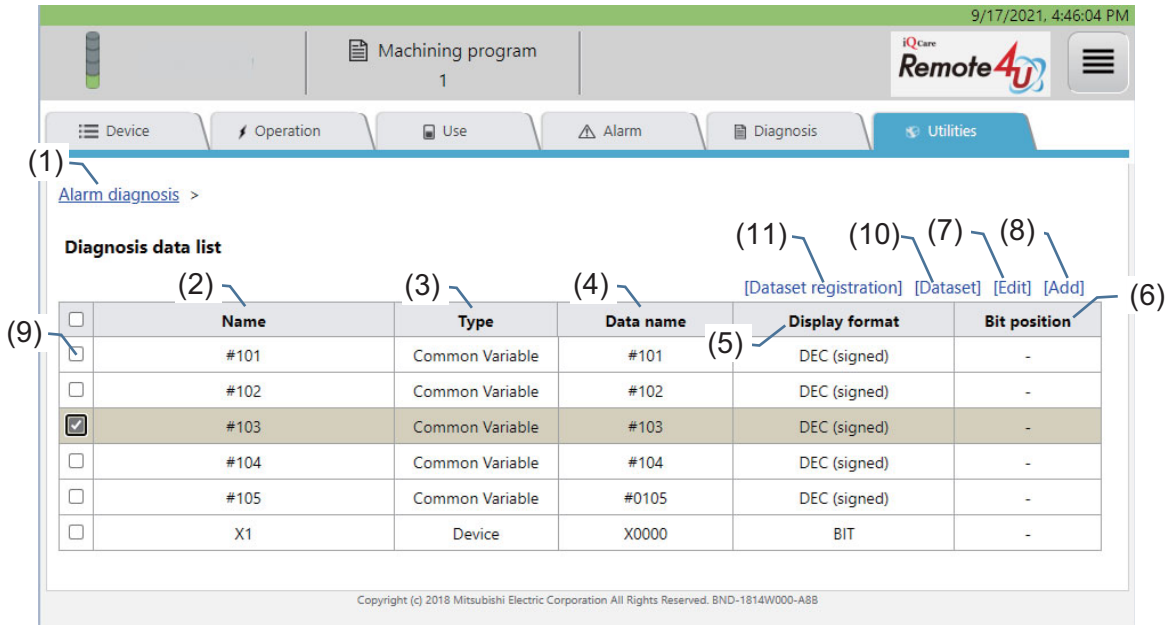 9/17/2021, 4:46:04 PM
Machining program
1
iQ Care
Remote4U
Device Operation Use Alarm Diagnosis Utilities
(1)
Alarm diagnosis >
Diagnosis data list
(11) (10) (7) (8)
[Dataset registration] [Dataset] [Edit] [Add]
(2) (3) (4) (5) (6)
Name Type Data name Display format Bit position
(9)
#101 Common Variable #101 DEC (signed) -
#102 Common Variable #102 DEC (signed) -
#103 Common Variable #103 DEC (signed) -
#104 Common Variable #104 DEC (signed) -
#105 Common Variable #0105 DEC (signed) -
X1 Device X0000 BIT -
Copyright (c) 2018 Mitsubishi Electric Corporation All Rights Reserved. BND-1814W000-A8B